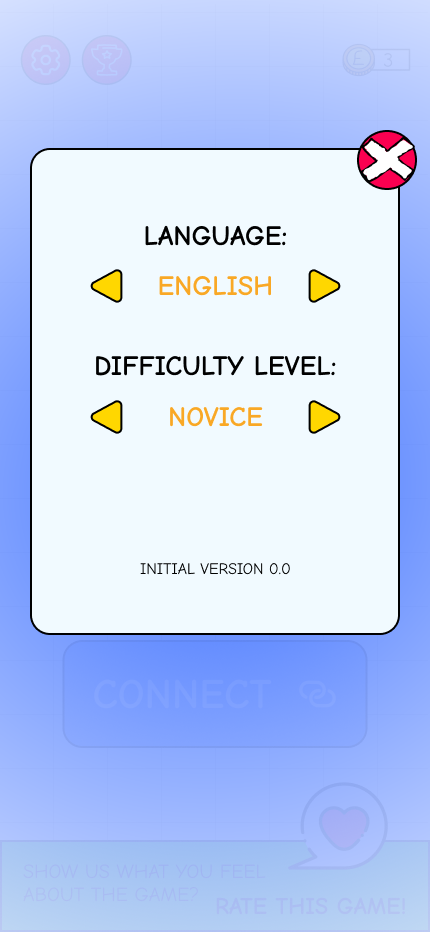 3
LANGUAGE:
ENGLISH
DIFFICULTY LEVEL:
NOVICE
INITIAL VERSION 0.0
CONNECT
SHOW US WHAT YOU FEEL
ABOUT THE GAME?
RATE THIS GAME!